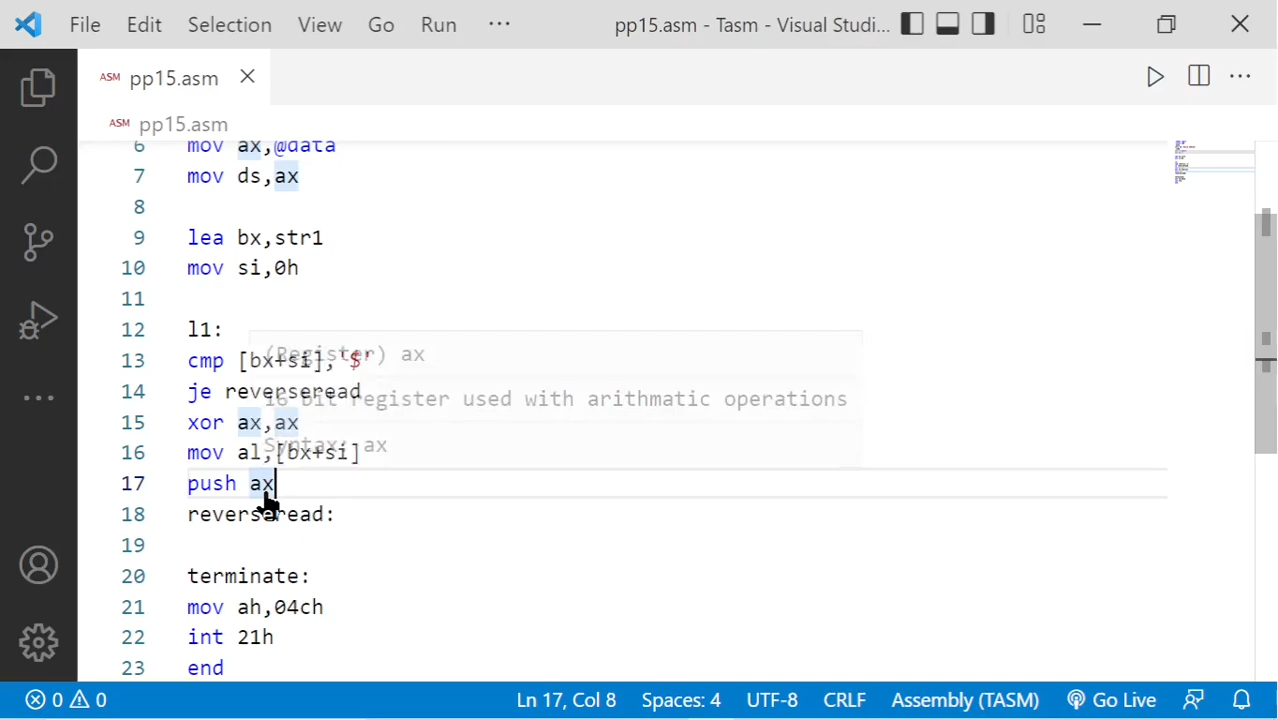 File Edit Selection View Go Run ··· pp15.asm - Tasm - Visual Studi...
ASM pp15.asm
ASM pp15.asm
6 mov ax,@data
7 mov ds,ax
8
9 lea bx,str1
10 mov si,0h
11
12 l1:
(Register) ax
13 cmp [bx+si],'$'
14 je reverseread
16 bit register used with arithmatic operations
15 xor ax,ax
Syntax: ax
16 mov al,[bx+si]
17 push ax
18 reverseread:
19
20 terminate:
21 mov ah,04ch
22 int 21h
23 end
0 0 Ln 17, Col 8 Spaces: 4 UTF-8 CRLF Assembly (TASM) Go Live